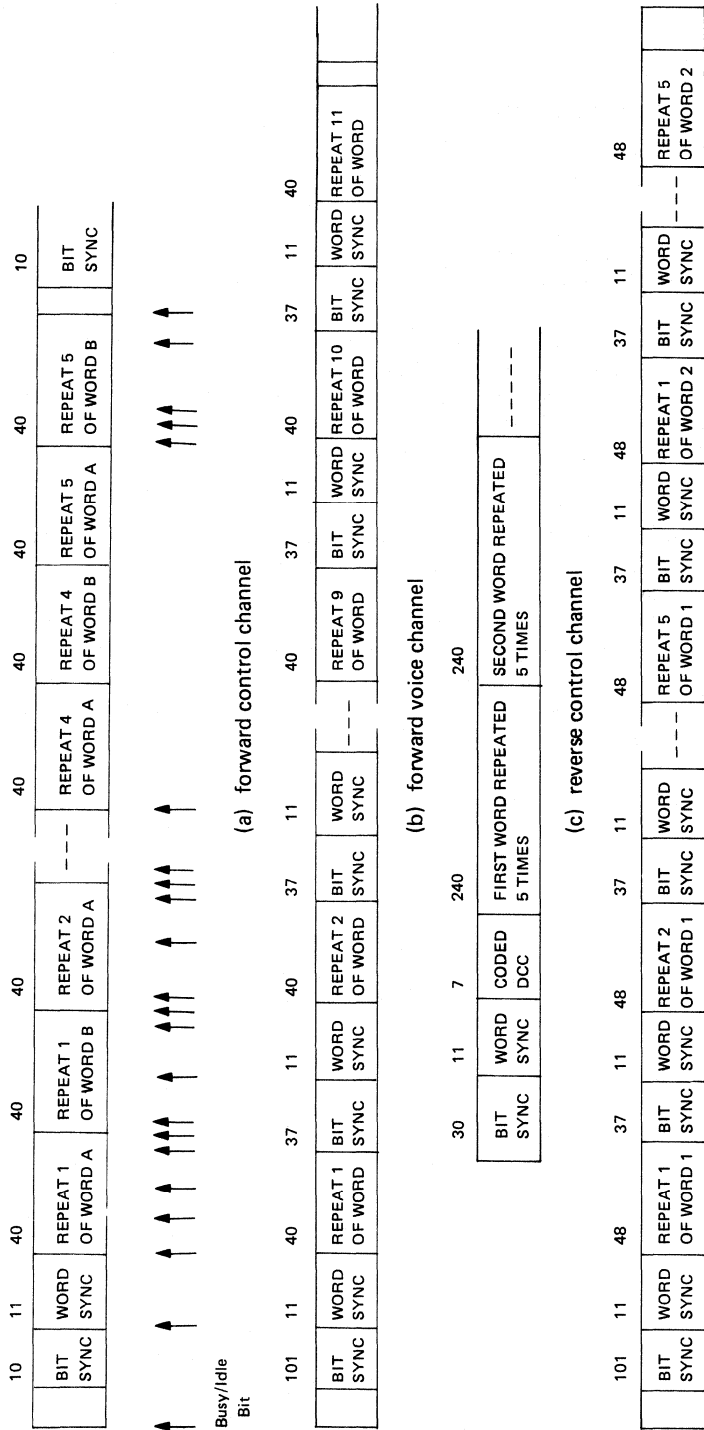 10 11 40 40 40 40 40 40 40 10
BIT SYNC WORD SYNC REPEAT 1 OF WORD A REPEAT 1 OF WORD B REPEAT 2 OF WORD A --- REPEAT 4 OF WORD A REPEAT 4 OF WORD B REPEAT 5 OF WORD A REPEAT 5 OF WORD B BIT SYNC
Busy/Idle
Bit
(a) forward control channel
101 11 40 37 11 40 37 11 40 37 11 40 37 11 40
BIT SYNC WORD SYNC REPEAT 1 OF WORD BIT SYNC WORD SYNC REPEAT 2 OF WORD BIT SYNC WORD SYNC --- REPEAT 9 OF WORD BIT SYNC WORD SYNC REPEAT 10 OF WORD BIT SYNC WORD SYNC REPEAT 11 OF WORD
(b) forward voice channel
30 11 7 240 240
BIT SYNC WORD SYNC CODED DCC FIRST WORD REPEATED 5 TIMES SECOND WORD REPEATED 5 TIMES -----
(c) reverse control channel
101 11 48 37 11 48 37 11 48 37 11 48 37 11 48
BIT SYNC WORD SYNC REPEAT 1 OF WORD 1 BIT SYNC WORD SYNC REPEAT 2 OF WORD 1 BIT SYNC WORD SYNC --- REPEAT 5 OF WORD 1 BIT SYNC WORD SYNC REPEAT 1 OF WORD 2 BIT SYNC WORD SYNC --- REPEAT 5 OF WORD 2